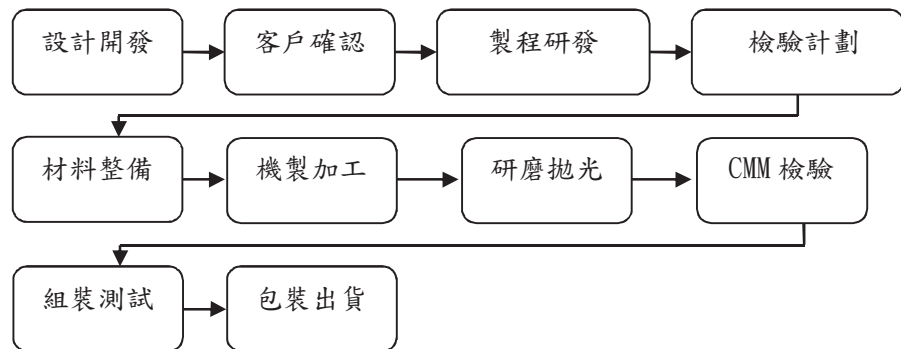 設計開發
客戶確認
製程研發
檢驗計劃
材料整備
機製加工
研磨拋光
CMM 檢驗
組裝測試
包裝出貨